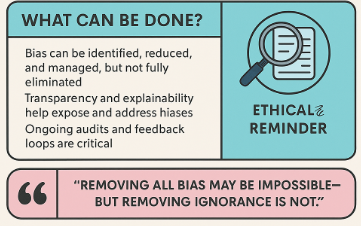 WHAT CAN BE DONE?
Bias can be identified, reduced,
and managed, but not fully
eliminated
Transparency and explainability
help expose and address hiases
Ongoing audits and feedback
loops are critical
ETHICAL
REMINDER
“REMOVING ALL BIAS MAY BE IMPOSSIBLE—
BUT REMOVING IGNORANCE IS NOT.”